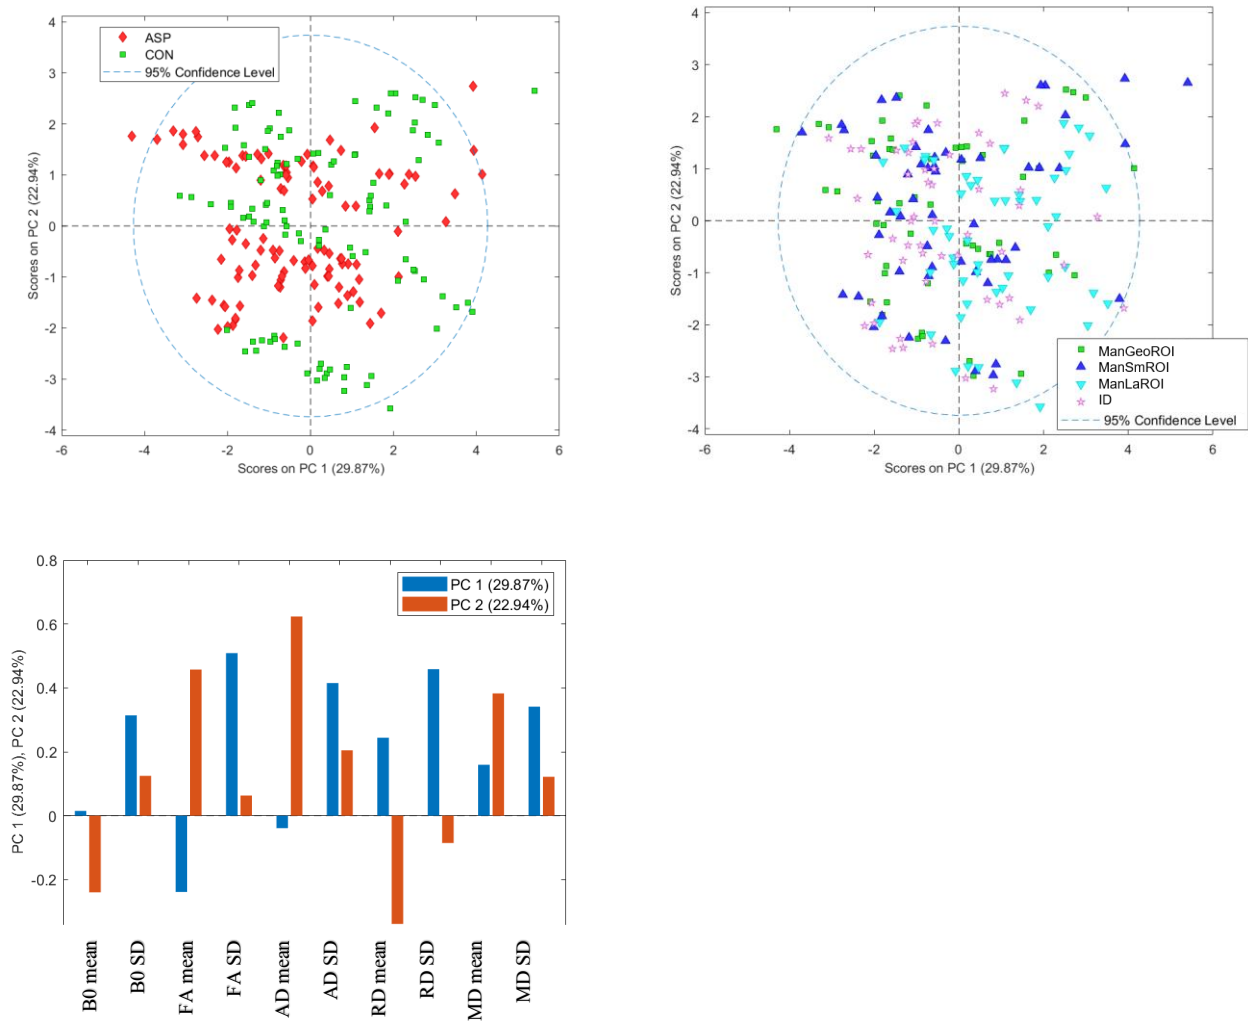 4
3
2
1
0
-1
-2
-3
-4
Scores on PC 2 (22.94%)
ASP
CON
95% Confidence Level
-6
-4
-2
0
2
4
6
Scores on PC 1 (29.87%)
4
3
2
1
0
-1
-2
-3
-4
Scores on PC 2 (22.94%)
ManGeoROI
ManSmROI
ManLaROI
ID
95% Confidence Level
-6
-4
-2
0
2
4
6
Scores on PC 1 (29.87%)
0.8
0.6
0.4
0.2
0
-0.2
PC 1 (29.87%), PC 2 (22.94%)
PC 1 (29.87%)
PC 2 (22.94%)
B0 mean
B0 SD
FA mean
FA SD
AD mean
AD SD
RD mean
RD SD
MD mean
MD SD